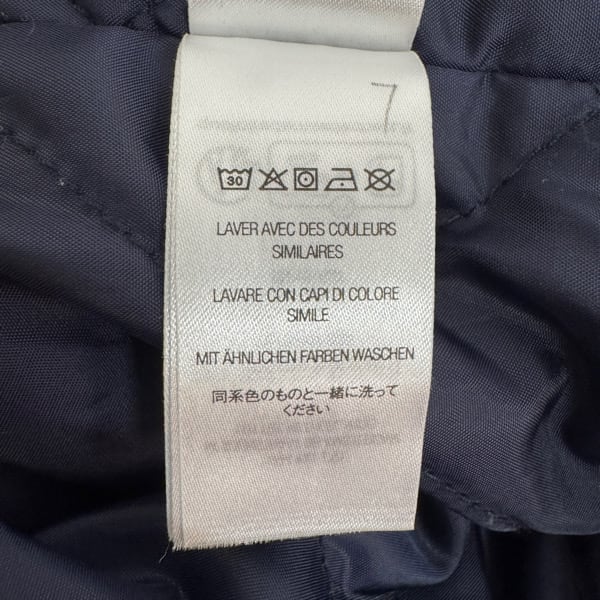 7
30
LAVER AVEC DES COULEURS
SIMILAIRES
LAVARE CON CAPI DI COLORE
SIMILE
MIT ÄHNLICHEN FARBEN WASCHEN
同系色のものと一緒に洗って
ください